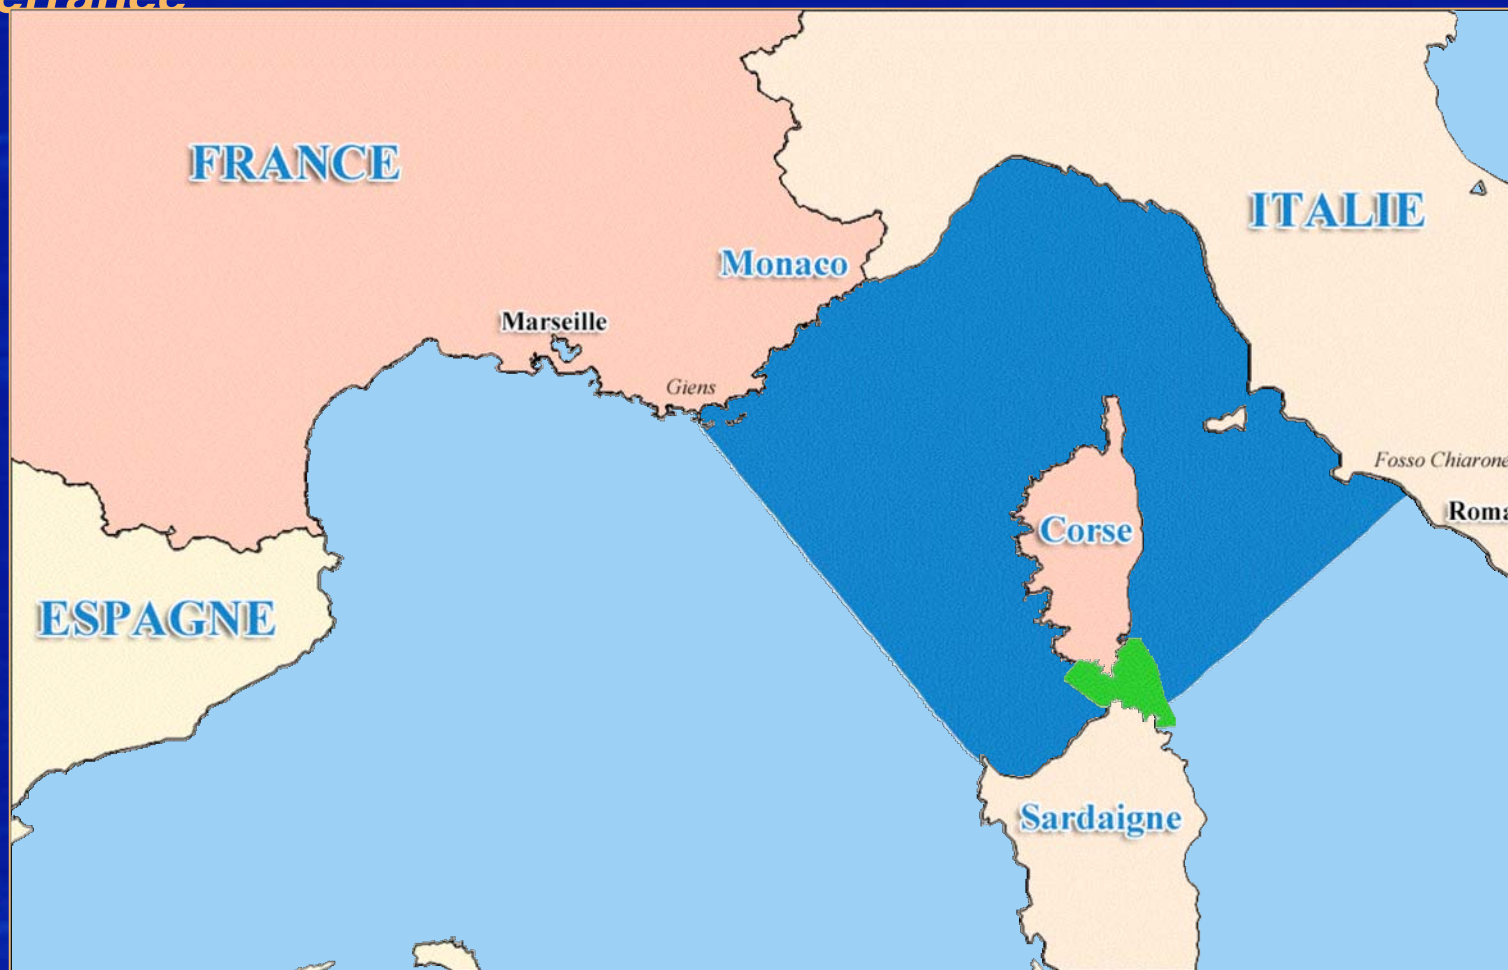 FRANCE
ITALIE
Monaco
Marseille
Giens
Fosso Chiarone
Roma
Corse
ESPAGNE
Sardaigne